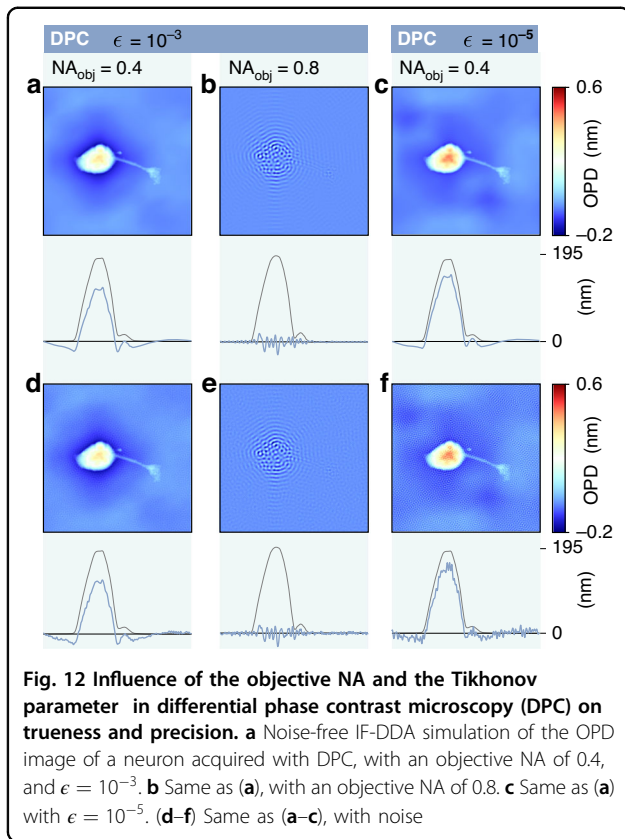 DPC ϵ = 10⁻³
DPC ϵ = 10⁻⁵
NAobj = 0.4
NAobj = 0.8
NAobj = 0.4
a
b
c
0.6
OPD (nm)
−0.2
195
(nm)
0
d
e
f
0.6
OPD (nm)
−0.2
195
(nm)
0
Fig. 12 Influence of the objective NA and the Tikhonov
parameter in differential phase contrast microscopy (DPC) on
trueness and precision. a Noise-free IF-DDA simulation of the OPD
image of a neuron acquired with DPC, with an objective NA of 0.4,
and ϵ = 10⁻³. b Same as (a), with an objective NA of 0.8. c Same as (a)
with ϵ = 10⁻⁵. (d–f) Same as (a–c), with noise